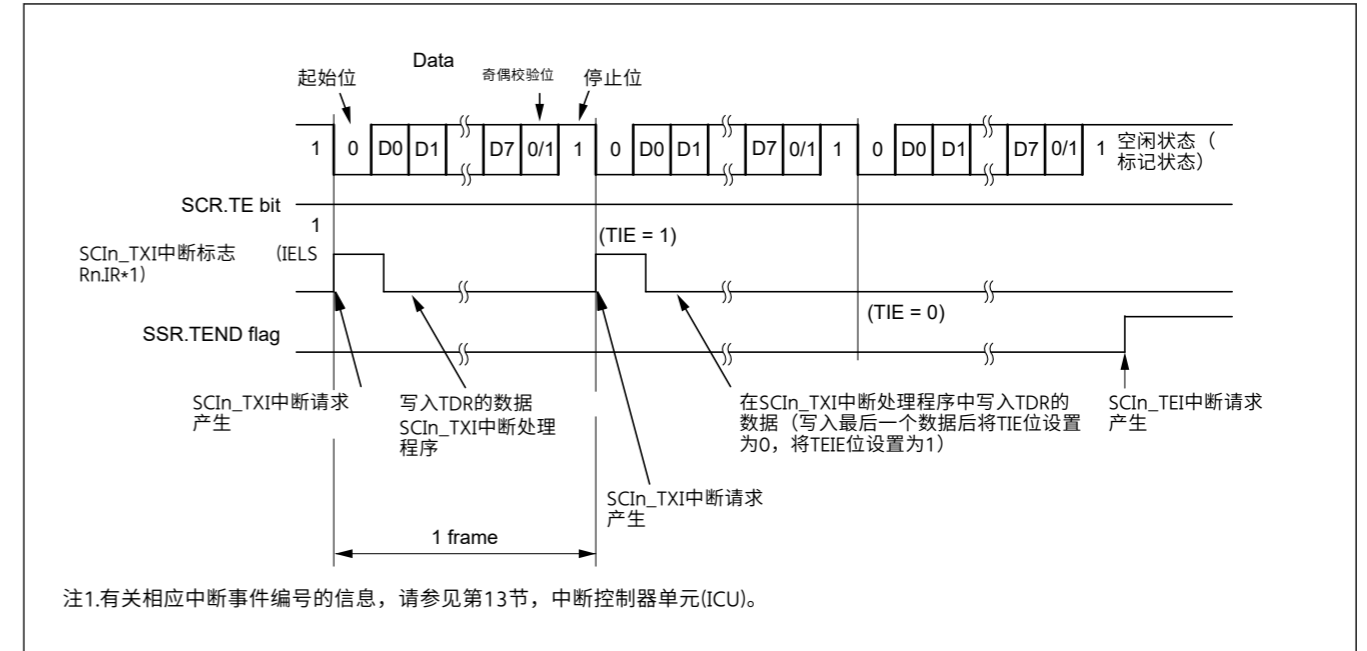 Data
起始位
奇偶校验位
停止位
1 0 D0 D1 D7 0/1 1 0 D0 D1 D7 0/1 1 0 D0 D1 D7 0/1 1
空闲状态（
标记状态）
SCR.TE bit
1
(TIE = 1)
SCIn_TXI中断标志 (IELS
Rn.IR*1)
(TIE = 0)
SSR.TEND flag
SCIn_TXI中断请求
产生
写入TDR的数据
SCIn_TXI中断处理
程序
在SCIn_TXI中断处理程序中写入TDR的
数据（写入最后一个数据后将TIE位设置
为0，将TEIE位设置为1）
SCIn_TEI中断请求
产生
SCIn_TXI中断请求
产生
1 frame
注1.有关相应中断事件编号的信息，请参见第13节，中断控制器单元(ICU)。